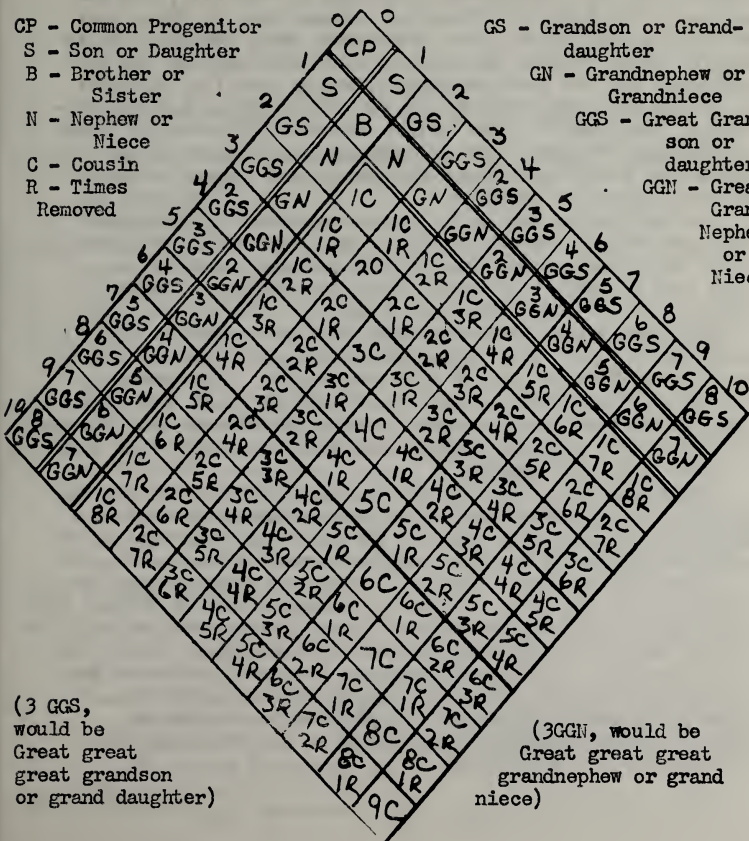 CP - Common Progenitor
S - Son or Daughter
B - Brother or
Sister
N - Nephew or
Niece
C - Cousin
R - Times
Removed
GS - Grandson or Grand-
daughter
GN - Grandnephew or
Grandniece
GGS - Great Gran
son or
daughter
GGN - Grea
Gran
Nephe
or
Niec
0 0
CP
1 S S 1
2 GS B GS 2
3 GGS N N GGS 3
4 2 GGS GN 1C GN 2 GGS 4
5 3 GGS GGN 1C 1R 1C 1R GGN 3 GGS 5
6 4 GGS 2 GGN 1C 2R 20 1C 2R 2 GGN 4 GGS 6
7 5 GGS 3 GGN 1C 3R 2C 1R 2C 1R 1C 3R 3 GGN 5 GGS 7
8 6 GGS 4 GGN 1C 4R 2C 2R 3C 2C 2R 1C 4R 4 GGN 6 GGS 8
9 7 GGS 5 GGN 1C 5R 2C 3R 3C 1R 3C 1R 2C 3R 1C 5R 5 GGN 7 GGS 9
10 8 GGS 6 GGN 1C 6R 2C 4R 3C 2R 4C 3C 2R 2C 4R 1C 6R 6 GGN 8 GGS 10
7 GGN 1C 7R 2C 5R 3C 3R 4C 1R 4C 1R 3C 3R 2C 5R 1C 7R 7 GGN
1C 8R 2C 6R 3C 4R 4C 2R 5C 3C 4R 2C 6R 1C 8R
2C 7R 3C 5R 4C 3R 5C 1R 5C 1R 4C 3R 3C 5R 2C 7R
3C 6R 4C 4R 5C 2R 6C 5C 2R 4C 4R 3C 6R
4C 5R 5C 3R 6C 1R 6C 1R 5C 3R 4C 5R
5C 4R 6C 2R 7C 6C 2R 5C 4R
6C 3R 7C 1R 7C 1R 6C 3R
7C 2R 8C 7C 2R
8C 1R 8C 1R
9C
(3 GGS,
would be
Great great
great grandson
or grand daughter)
(3GGN, would be
Great great great
grandnephew or grand
niece)